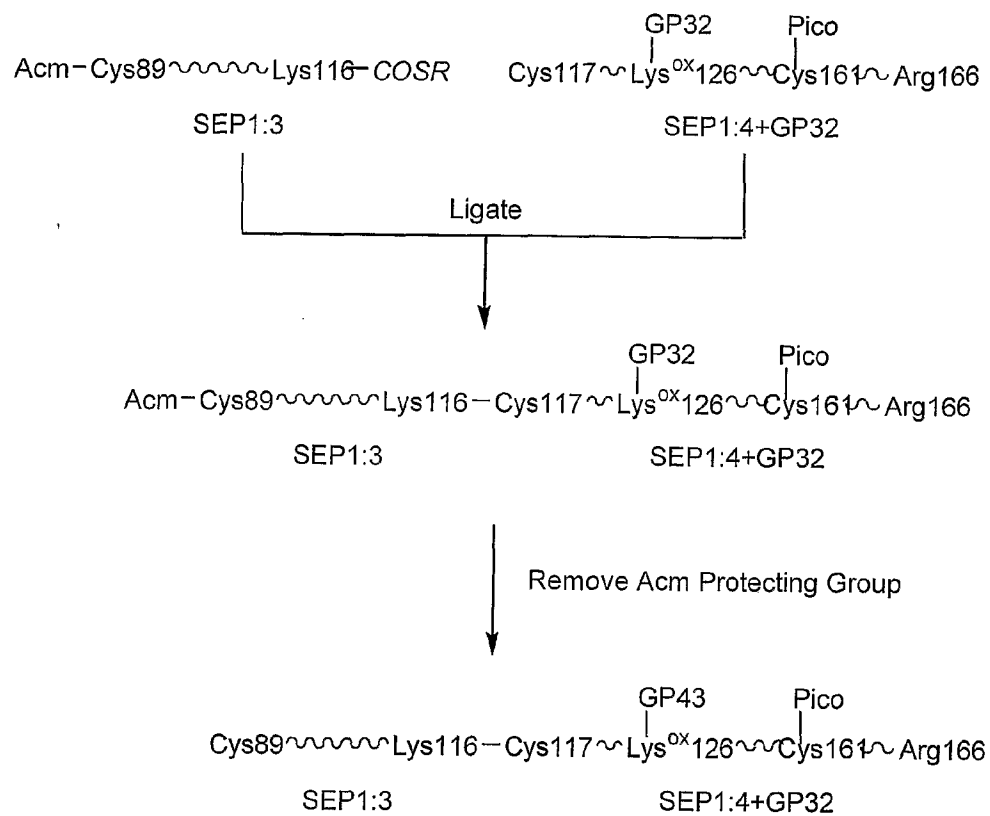 GP32 Pico
Acm–Cys89 Lys116–COSR Cys117~Lys^ox126~Cys161~Arg166
SEP1:3 SEP1:4+GP32
Ligate
GP32 Pico
Acm–Cys89 Lys116–Cys117~Lys^ox126~Cys161~Arg166
SEP1:3 SEP1:4+GP32
Remove Acm Protecting Group
GP43 Pico
Cys89 Lys116–Cys117~Lys^ox126~Cys161~Arg166
SEP1:3 SEP1:4+GP32